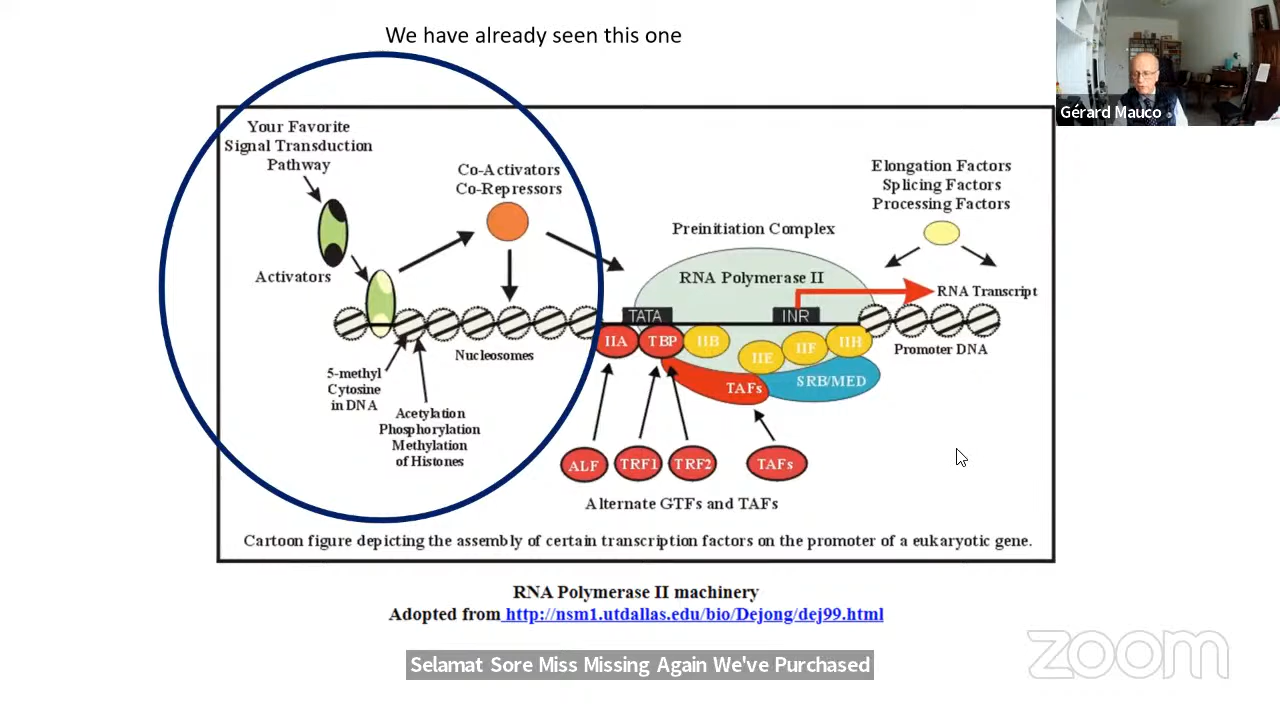 We have already seen this one
Gérard Mauco
Your Favorite
Signal Transduction
Pathway
Co-Activators
Co-Repressors
Elongation Factors
Splicing Factors
Processing Factors
Preinitiation Complex
RNA Polymerase II
Activators
RNA Transcript
TATA
INR
IIA
TBP
IIB
IIE
IIF
IIH
Nucleosomes
Promoter DNA
5-methyl
Cytosine
in DNA
TAFs
SRB/MED
Acetylation
Phosphorylation
Methylation
of Histones
ALF
TRF1
TRF2
TAFs
Alternate GTFs and TAFs
Cartoon figure depicting the assembly of certain transcription factors on the promoter of a eukaryotic gene.
RNA Polymerase II machinery
Adopted from http://nsm1.utdallas.edu/bio/Dejong/dej99.html
Selamat Sore Miss Missing Again We've Purchased
zoom